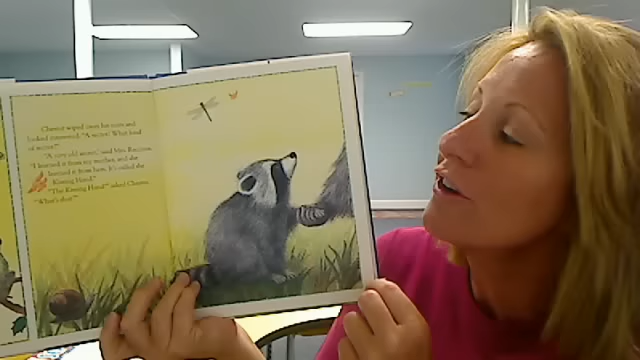 Chester wiped away his tears and
looked interested. "A secret? What kind
of secret?"
"A very old secret," said Mrs. Raccoon.
"I learned it from my mother, and she
learned it from hers. It's called the
Kissing Hand."
"The Kissing Hand?" asked Chester.
"What's that?"